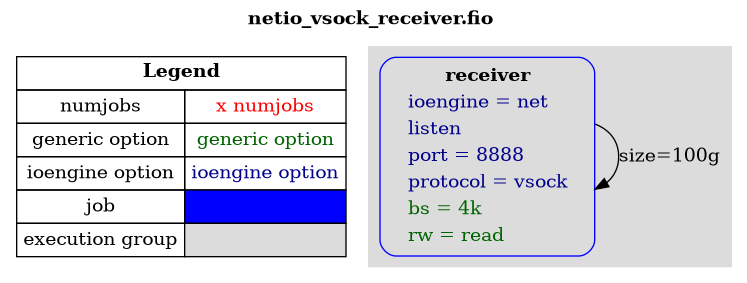 netio_vsock_receiver.fio
Legend
numjobs x numjobs
generic option generic option
ioengine option ioengine option
job
execution group
receiver
ioengine = net
listen
port = 8888
protocol = vsock
bs = 4k
rw = read
size=100g